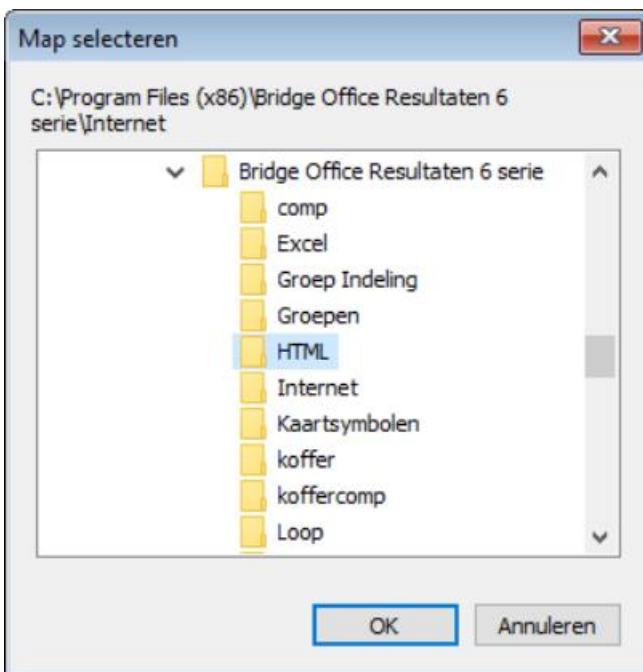 Map selecteren
C:\Program Files (x86)\Bridge Office Resultaten 6
serie\Internet
Bridge Office Resultaten 6 serie
comp
Excel
Groep Indeling
Groepen
HTML
Internet
Kaartsymbolen
koffer
koffercomp
Loop
OK
Annuleren